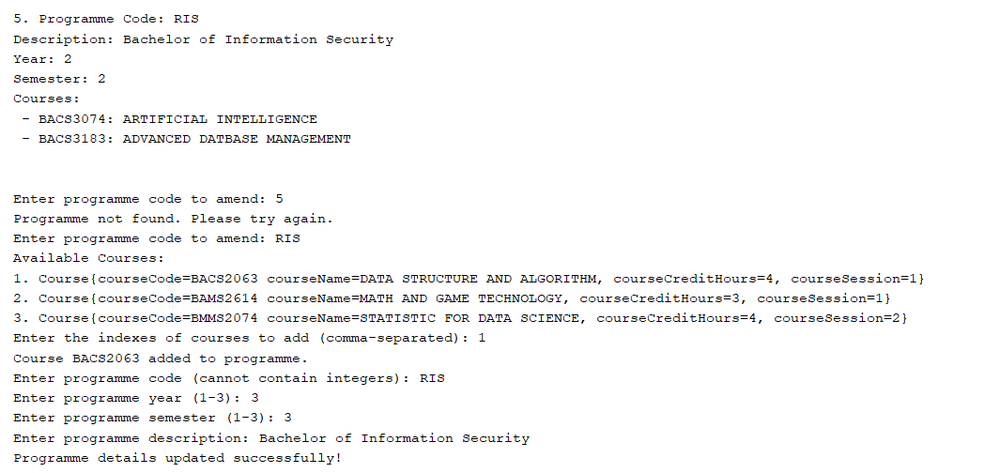 5. Programme Code: RIS
Description: Bachelor of Information Security
Year: 2
Semester: 2
Courses:
- BACS3074: ARTIFICIAL INTELLIGENCE
- BACS3183: ADVANCED DATBASE MANAGEMENT
Enter programme code to amend: 5
Programme not found. Please try again.
Enter programme code to amend: RIS
Available Courses:
1. Course{courseCode=BACS2063 courseName=DATA STRUCTURE AND ALGORITHM, courseCreditHours=4, courseSession=1}
2. Course{courseCode=BAMS2614 courseName=MATH AND GAME TECHNOLOGY, courseCreditHours=3, courseSession=1}
3. Course{courseCode=BMMS2074 courseName=STATISTIC FOR DATA SCIENCE, courseCreditHours=4, courseSession=2}
Enter the indexes of courses to add (comma-separated): 1
Course BACS2063 added to programme.
Enter programme code (cannot contain integers): RIS
Enter programme year (1-3): 3
Enter programme semester (1-3): 3
Enter programme description: Bachelor of Information Security
Programme details updated successfully!